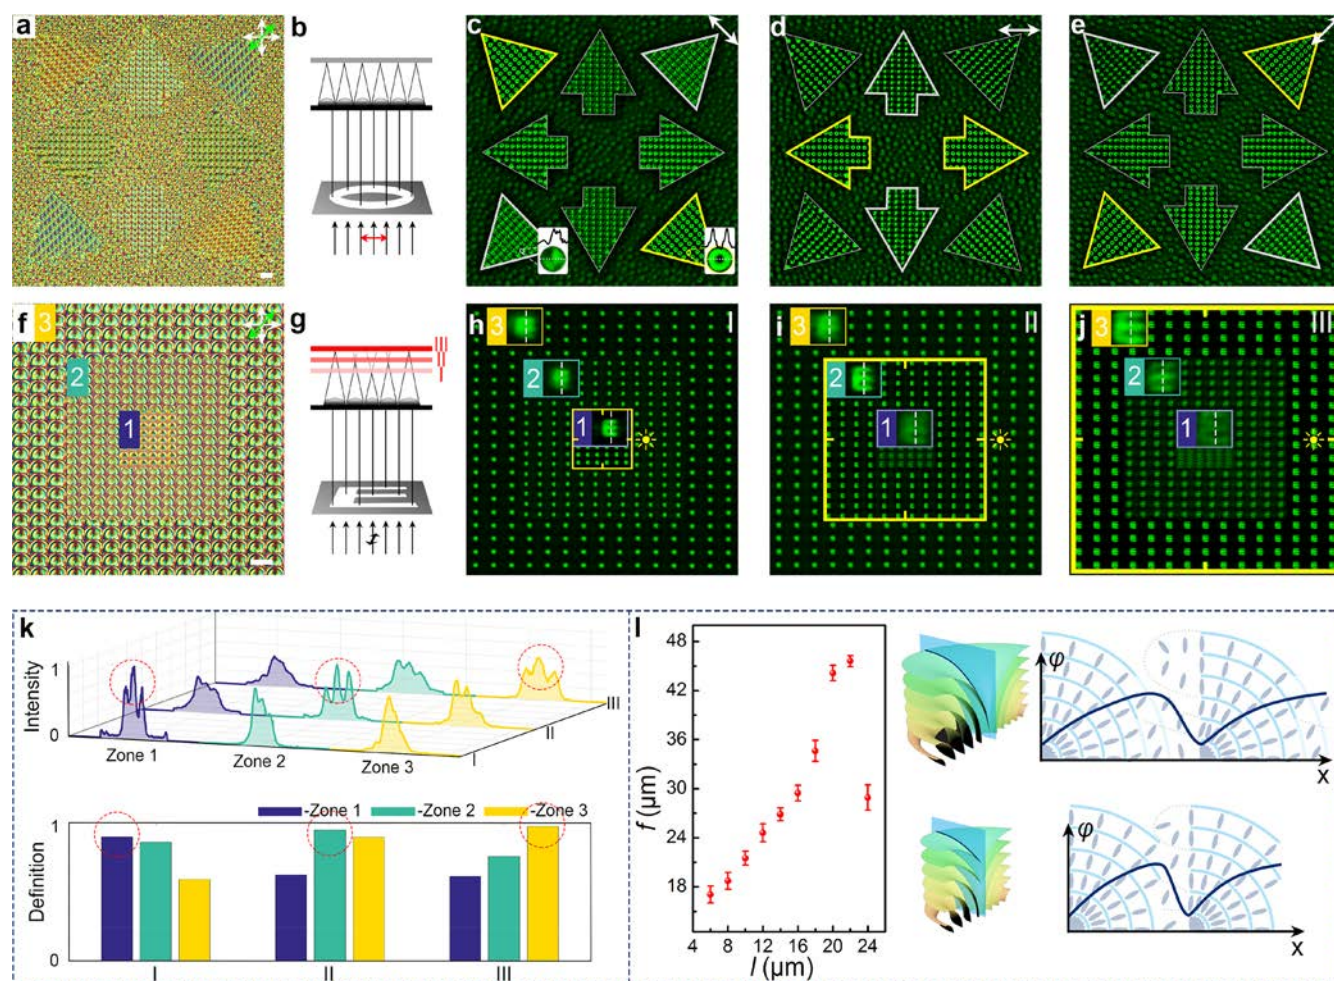 a
b
c
d
e
f
3
2
1
g
III
II
I
h
I
3
2
1
i
II
3
2
1
j
III
3
2
1
k
Intensity
1
0
Zone 1
Zone 2
Zone 3
I
II
III
-Zone 1
-Zone 2
-Zone 3
Definition
1
0
I
II
III
l
f (μm)
48
42
36
30
24
18
4
8
12
16
20
24
l (μm)
φ
x
φ
x